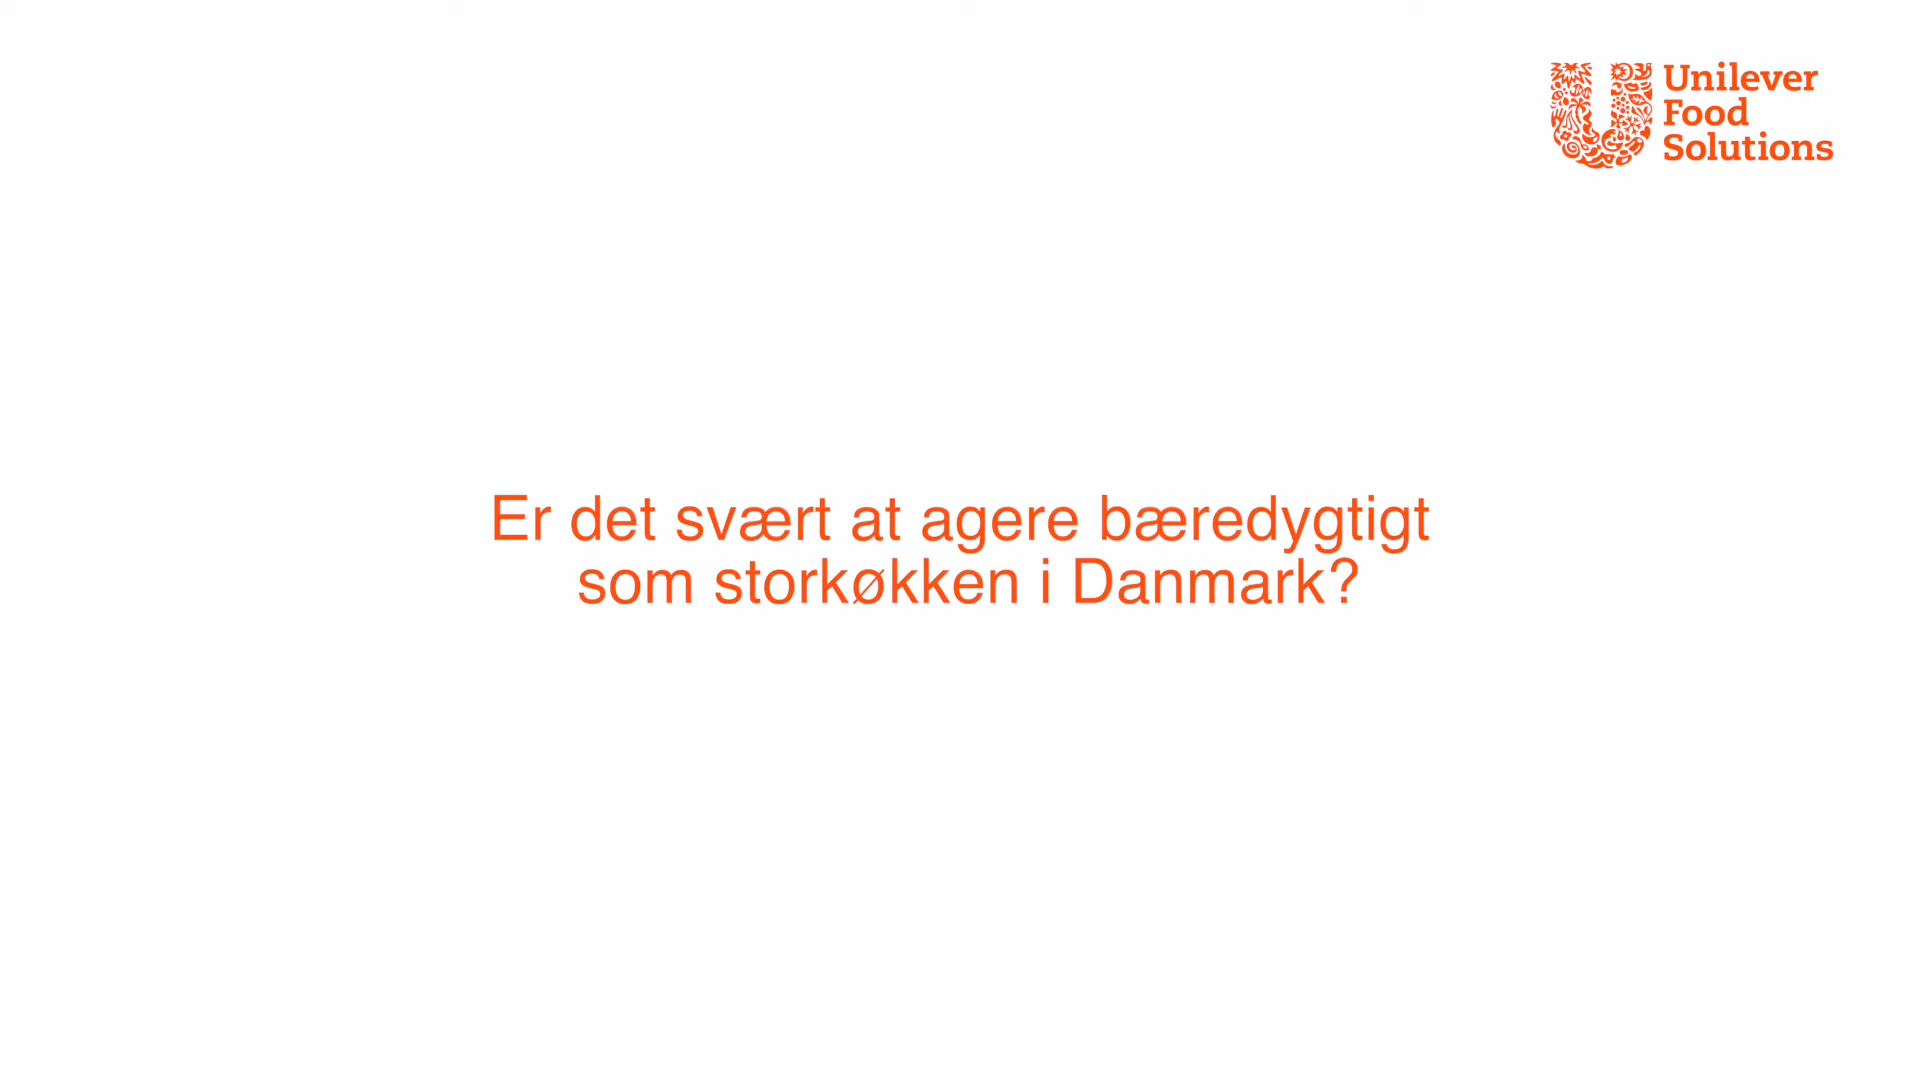 Unilever
Food
Solutions
Er det svært at agere bæredygtigt
som storkøkken i Danmark?